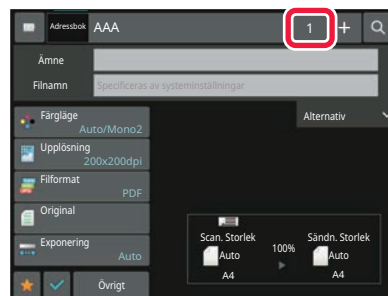 Adressbok AAA 1 +
Ämne
Filnamn Specificeras av systeminställningar
Färgläge
Auto/Mono2
Alternativ
Upplösning
200x200dpi
Filformat
PDF
Original
Exponering
Auto
Övrigt
Scan. Storlek
Auto
A4
100%
Sändn. Storlek
Auto
A4